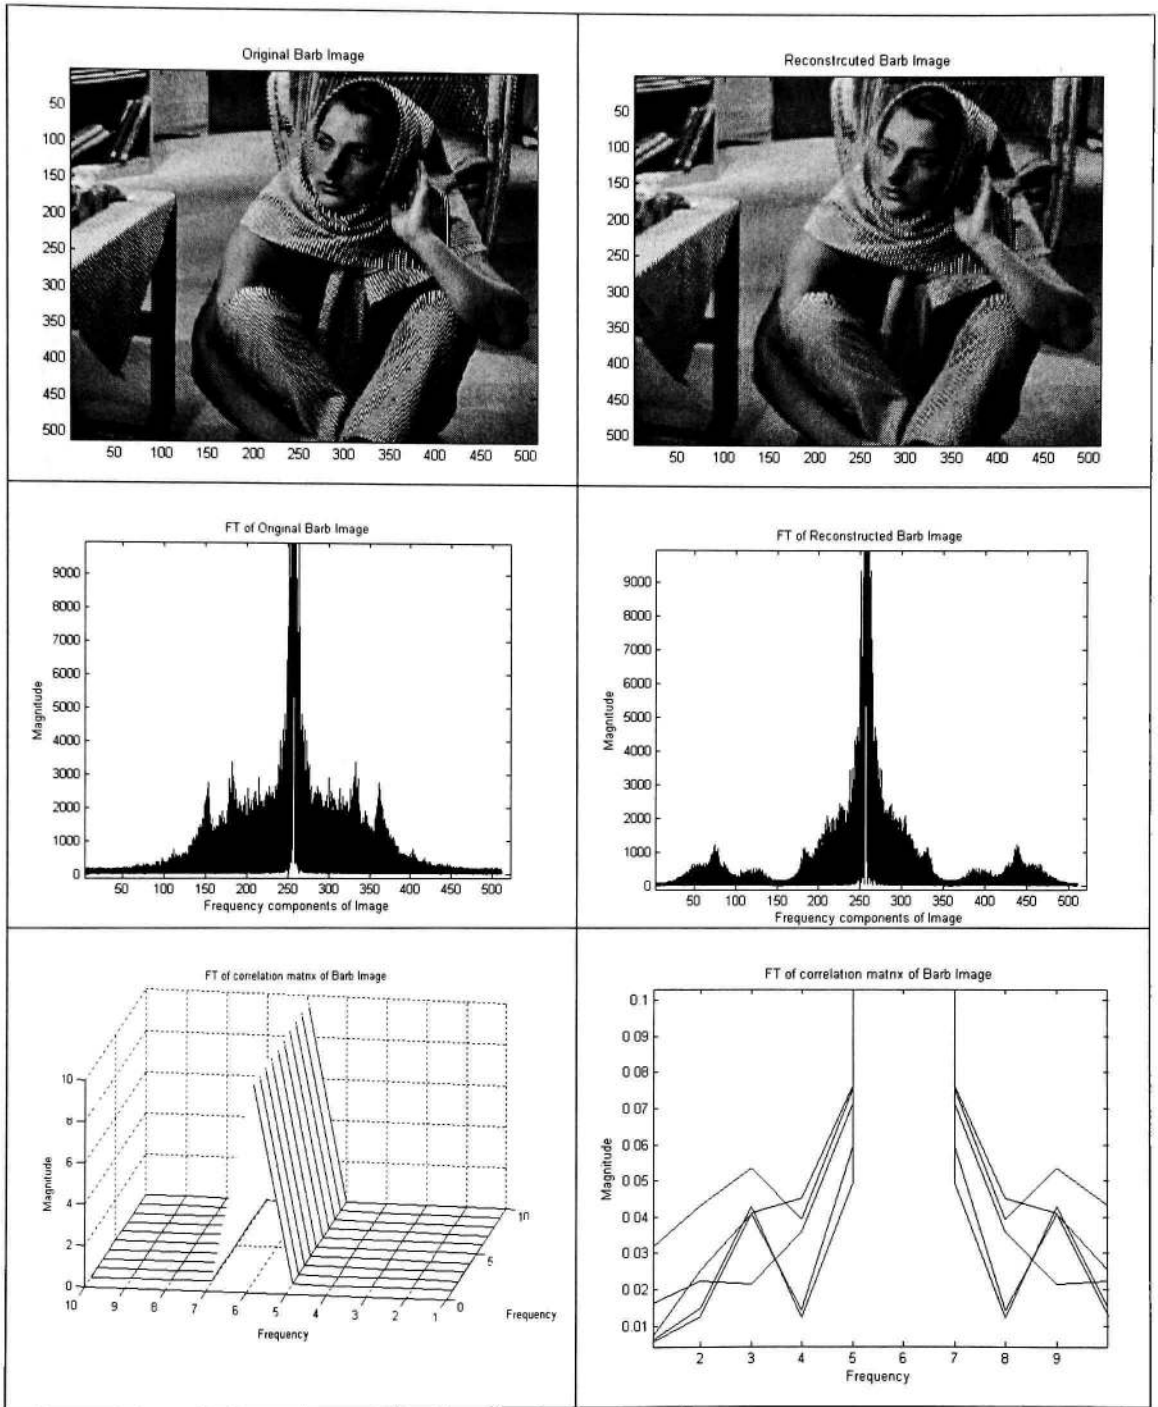 Original Barb Image
50
100
150
200
250
300
350
400
450
500
50 100 150 200 250 300 350 400 450 500
Reconstrcuted Barb Image
50
100
150
200
250
300
350
400
450
500
50 100 150 200 250 300 350 400 450 500
FT of Original Barb Image
9000
8000
7000
6000
5000
4000
3000
2000
1000
0
Magnitude
50 100 150 200 250 300 350 400 450 500
Frequency components of Image
FT of Reconstructed Barb Image
9000
8000
7000
6000
5000
4000
3000
2000
1000
0
Magnitude
50 100 150 200 250 300 350 400 450 500
Frequency components of Image
FT of correlation matrix of Barb Image
10
8
6
4
2
0
Magnitude
10 9 8 7 6 5 4 3 2 1
0
5
10
Frequency
Frequency
FT of correlation matrix of Barb Image
0.1
0.09
0.08
0.07
0.06
0.05
0.04
0.03
0.02
0.01
Magnitude
2 3 4 5 6 7 8 9
Frequency